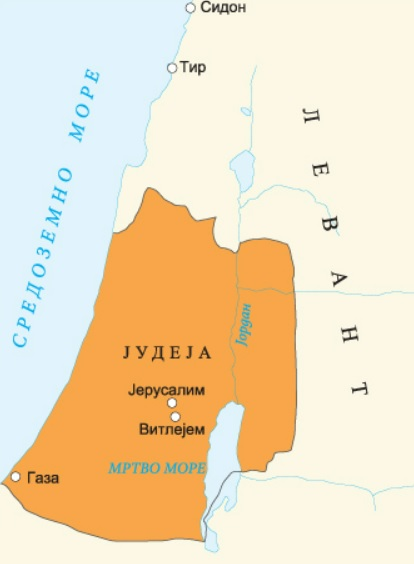 Сидон
Тир
СРЕДОЗЕМНО МОРЕ
ЛЕВАНТ
Јордан
ЈУДЕЈА
Јерусалим
Витлејем
МРТВО МОРЕ
Газа